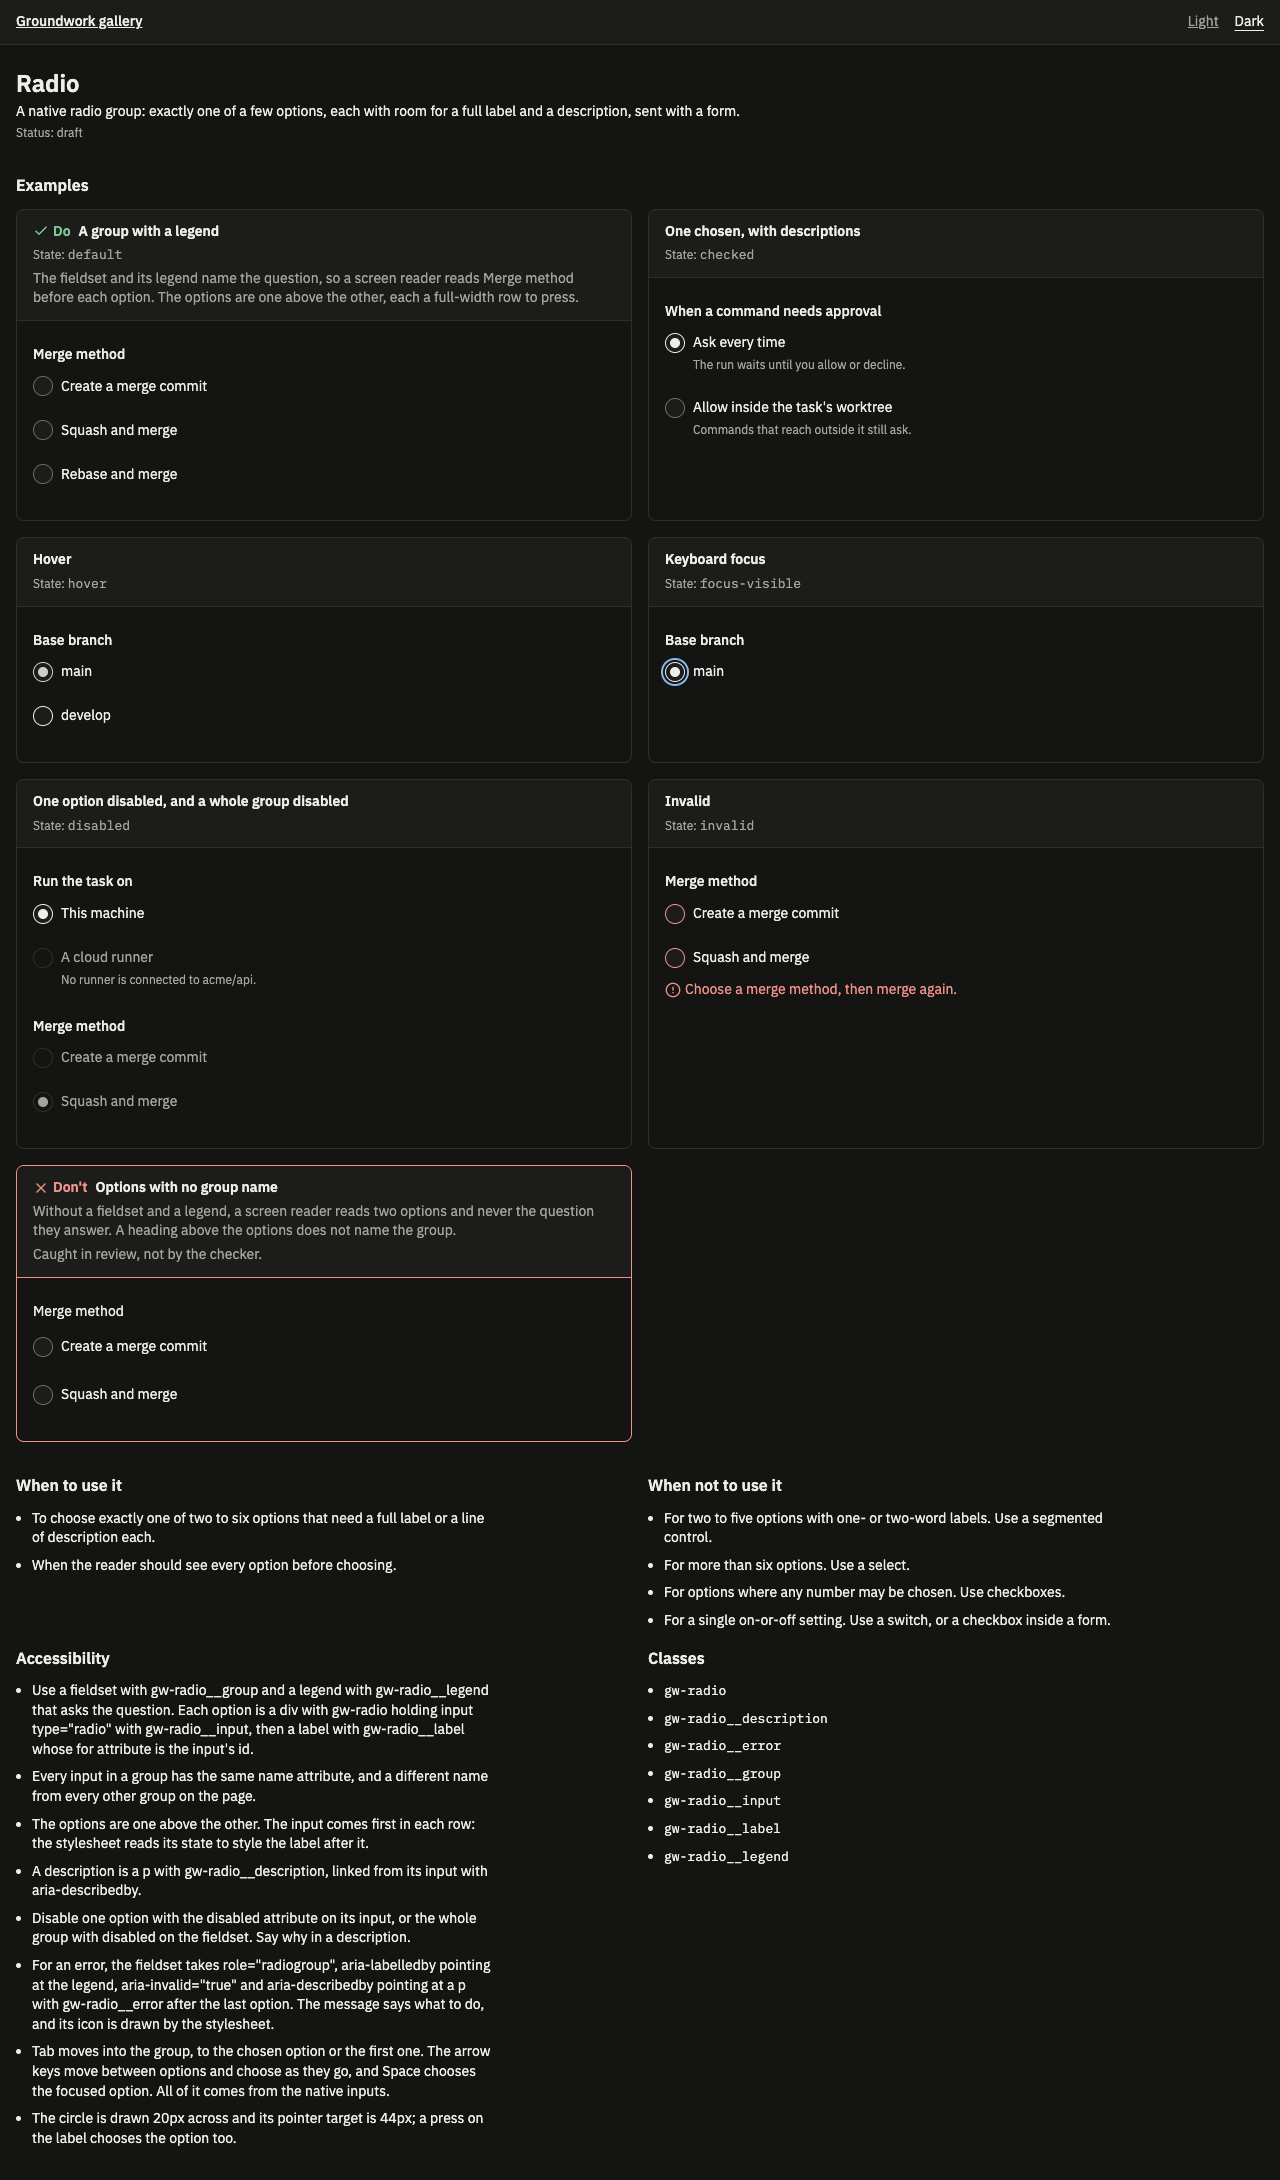 Groundwork gallery
Light Dark
Radio
A native radio group: exactly one of a few options, each with room for a full label and a description, sent with a form.
Status: draft
Examples
Do A group with a legend
State: default
The fieldset and its legend name the question, so a screen reader reads Merge method
before each option. The options are one above the other, each a full-width row to press.
Merge method
Create a merge commit
Squash and merge
Rebase and merge
One chosen, with descriptions
State: checked
When a command needs approval
Ask every time
The run waits until you allow or decline.
Allow inside the task's worktree
Commands that reach outside it still ask.
Hover
State: hover
Base branch
main
develop
Keyboard focus
State: focus-visible
Base branch
main
One option disabled, and a whole group disabled
State: disabled
Run the task on
This machine
A cloud runner
No runner is connected to acme/api.
Merge method
Create a merge commit
Squash and merge
Invalid
State: invalid
Merge method
Create a merge commit
Squash and merge
Choose a merge method, then merge again.
Don't Options with no group name
Without a fieldset and a legend, a screen reader reads two options and never the question
they answer. A heading above the options does not name the group.
Caught in review, not by the checker.
Merge method
Create a merge commit
Squash and merge
When to use it
To choose exactly one of two to six options that need a full label or a line
of description each.
When the reader should see every option before choosing.
When not to use it
For two to five options with one- or two-word labels. Use a segmented
control.
For more than six options. Use a select.
For options where any number may be chosen. Use checkboxes.
For a single on-or-off setting. Use a switch, or a checkbox inside a form.
Accessibility
Use a fieldset with gw-radio__group and a legend with gw-radio__legend
that asks the question. Each option is a div with gw-radio holding input
type="radio" with gw-radio__input, then a label with gw-radio__label
whose for attribute is the input's id.
Every input in a group has the same name attribute, and a different name
from every other group on the page.
The options are one above the other. The input comes first in each row:
the stylesheet reads its state to style the label after it.
A description is a p with gw-radio__description, linked from its input with
aria-describedby.
Disable one option with the disabled attribute on its input, or the whole
group with disabled on the fieldset. Say why in a description.
For an error, the fieldset takes role="radiogroup", aria-labelledby pointing
at the legend, aria-invalid="true" and aria-describedby pointing at a p
with gw-radio__error after the last option. The message says what to do,
and its icon is drawn by the stylesheet.
Tab moves into the group, to the chosen option or the first one. The arrow
keys move between options and choose as they go, and Space chooses
the focused option. All of it comes from the native inputs.
The circle is drawn 20px across and its pointer target is 44px; a press on
the label chooses the option too.
Classes
gw-radio
gw-radio__description
gw-radio__error
gw-radio__group
gw-radio__input
gw-radio__label
gw-radio__legend